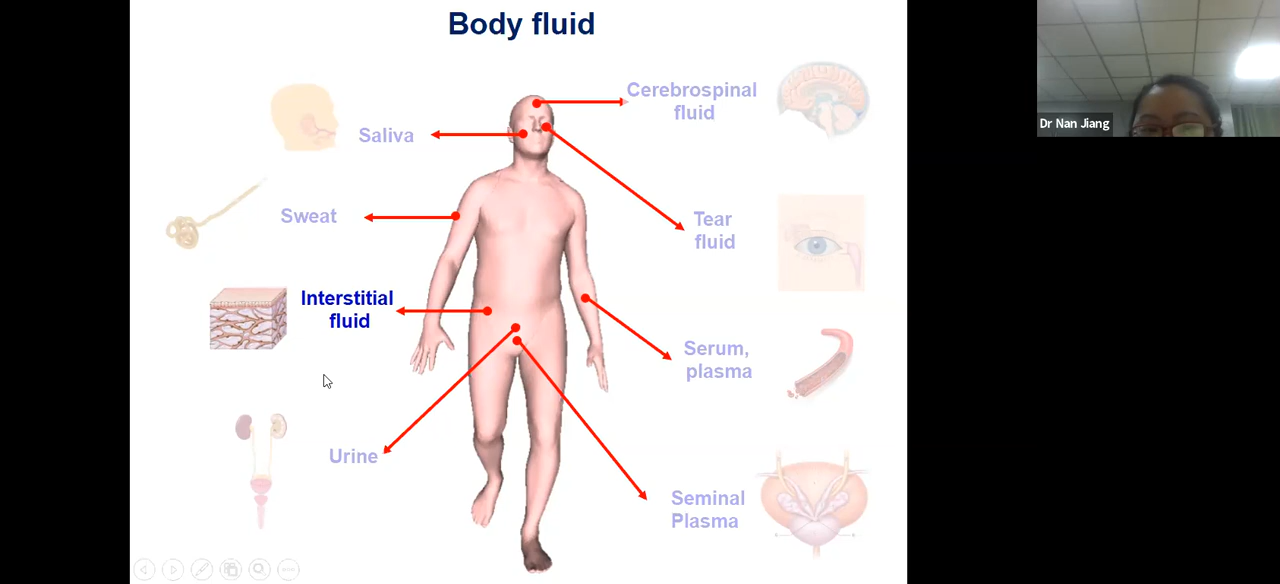 Body fluid
Cerebrospinal
fluid
Saliva
Sweat
Tear
fluid
Interstitial
fluid
Serum,
plasma
Urine
Seminal
Plasma
Dr Nan Jiang